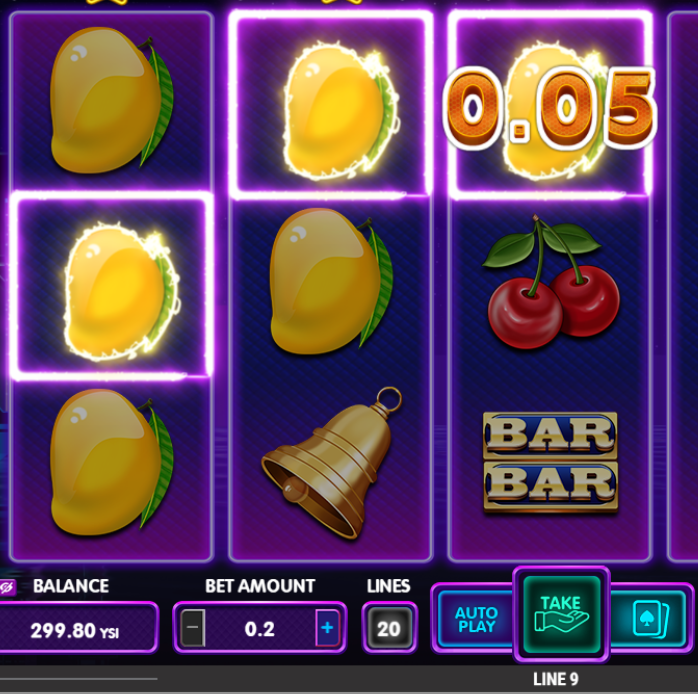 0.05
BAR
BAR
BALANCE
BET AMOUNT
LINES
299.80 YSI
− 0.2 +
20
AUTO
PLAY
TAKE
LINE 9